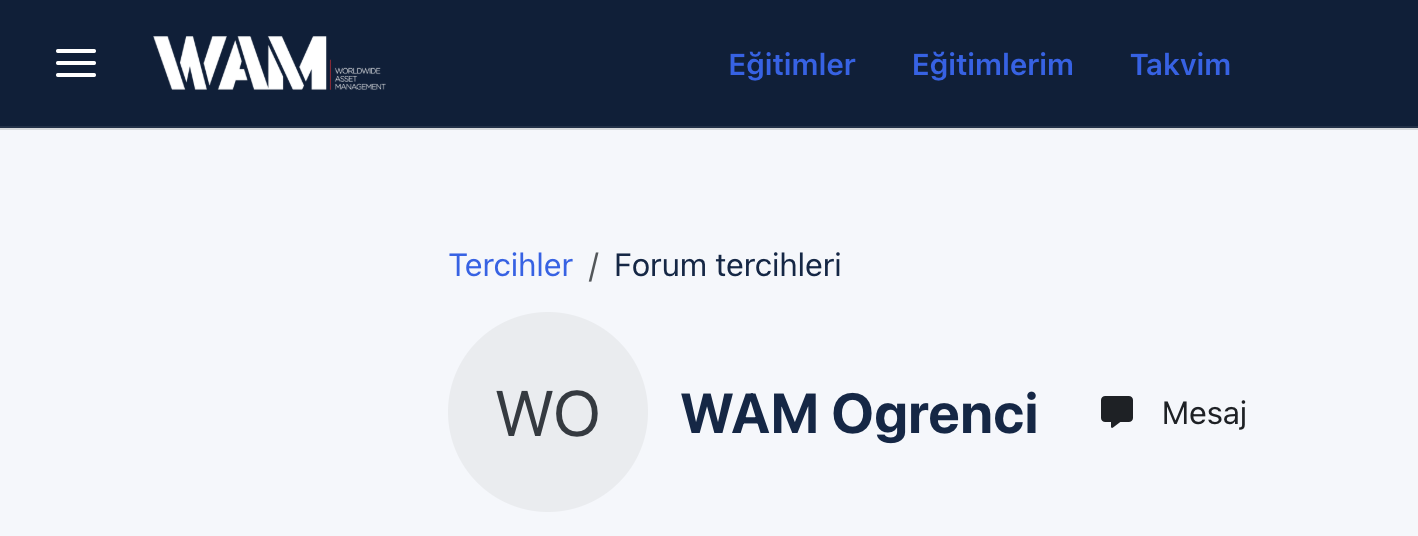 WAM
WORLDWIDE
ASSET
MANAGEMENT
Eğitimler Eğitimlerim Takvim
Tercihler / Forum tercihleri
WO
WAM Ogrenci
Mesaj